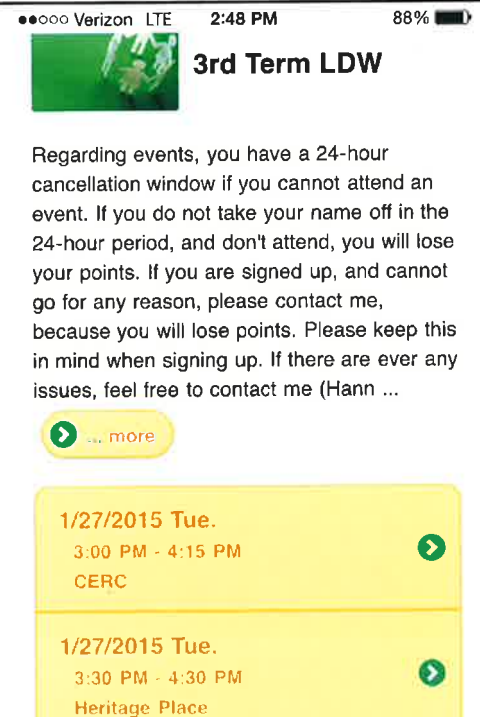 Verizon LTE 2:48 PM 88%
3rd Term LDW
Regarding events, you have a 24-hour
cancellation window if you cannot attend an
event. If you do not take your name off in the
24-hour period, and don't attend, you will lose
your points. If you are signed up, and cannot
go for any reason, please contact me,
because you will lose points. Please keep this
in mind when signing up. If there are ever any
issues, feel free to contact me (Hann ...
... more
1/27/2015 Tue.
3:00 PM - 4:15 PM
CERC
1/27/2015 Tue.
3:30 PM - 4:30 PM
Heritage Place